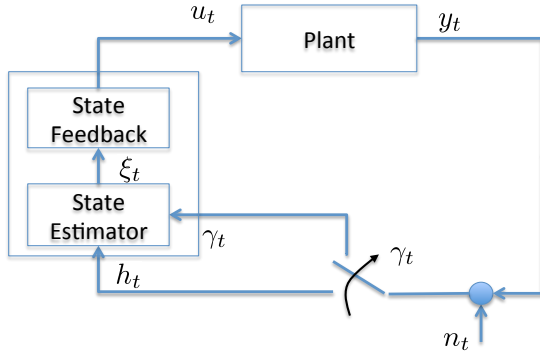 u_t
y_t
Plant
State
Feedback
ξ_t
State
Estimator
γ_t
γ_t
h_t
n_t